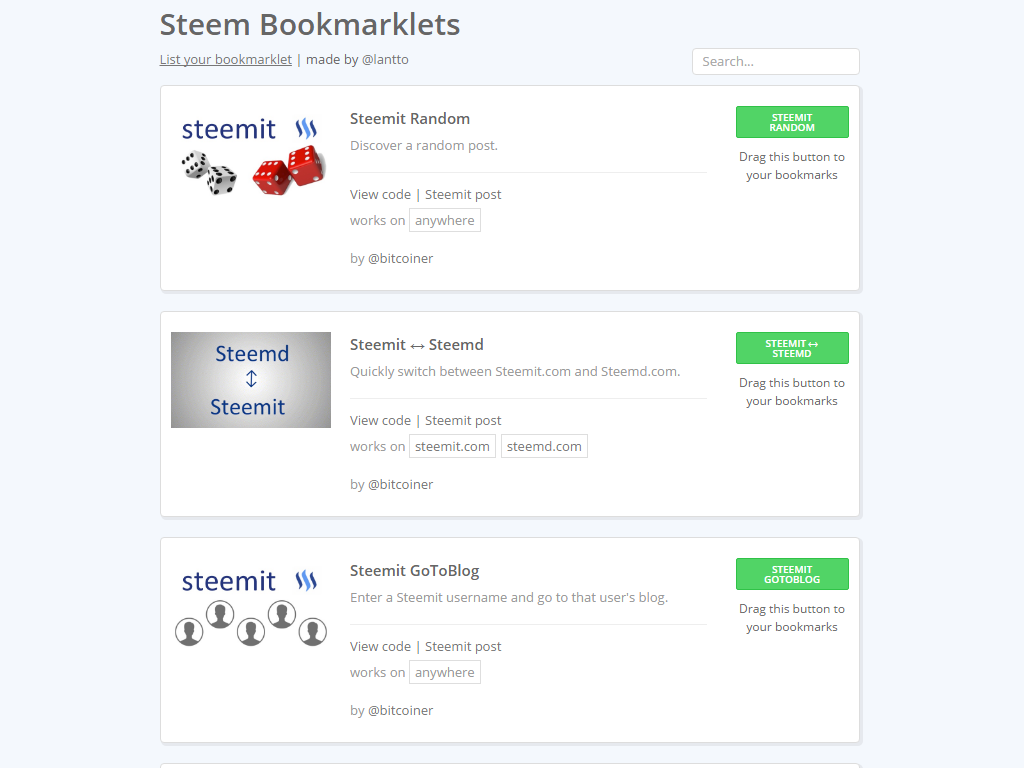 Steem Bookmarklets
List your bookmarklet | made by @lantto
Search...
steemit
Steemit Random
Discover a random post.
View code | Steemit post
works on anywhere
by @bitcoiner
STEEMIT
RANDOM
Drag this button to
your bookmarks
Steemd
↕
Steemit
Steemit ↔ Steemd
Quickly switch between Steemit.com and Steemd.com.
View code | Steemit post
works on steemit.com steemd.com
by @bitcoiner
STEEMIT ↔
STEEMD
Drag this button to
your bookmarks
steemit
Steemit GoToBlog
Enter a Steemit username and go to that user's blog.
View code | Steemit post
works on anywhere
by @bitcoiner
STEEMIT
GOTOBLOG
Drag this button to
your bookmarks